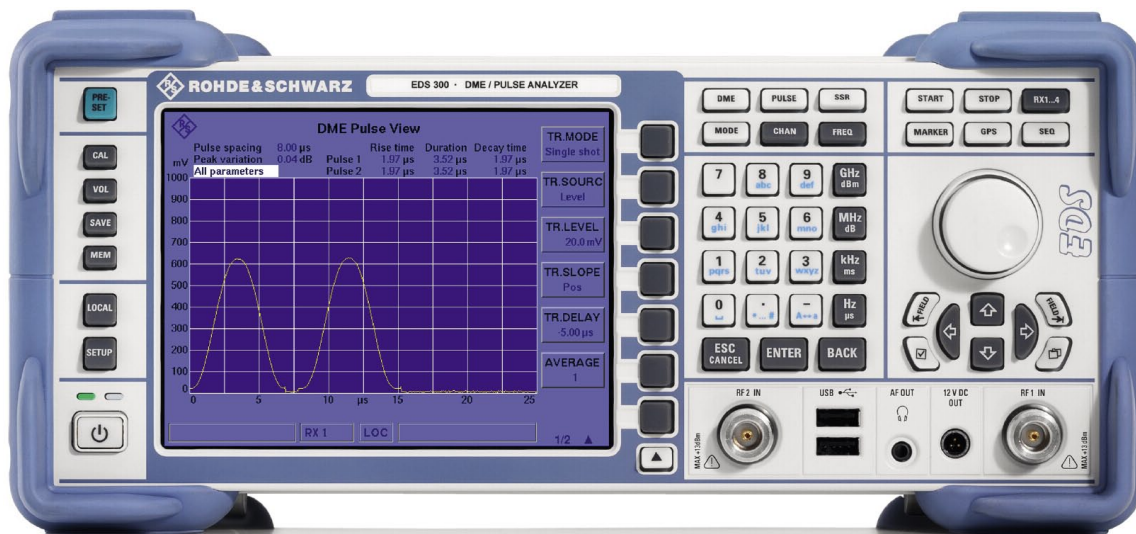 ROHDE&SCHWARZ
EDS 300 · DME / PULSE ANALYZER
PRE-
SET
CAL
VOL
SAVE
MEM
LOCAL
SETUP
DME Pulse View
Pulse spacing 8.00 µs Rise time Duration Decay time
Peak variation 0.04 dB Pulse 1 1.97 µs 3.52 µs 1.97 µs
All parameters Pulse 2 1.97 µs 3.52 µs 1.97 µs
mV
1000
900
800
700
600
500
400
300
200
100
0
0 5 µs 10 15 20 25
RX 1 LOC
1/2 ▲
TR.MODE
Single shot
TR.SOURC
Level
TR.LEVEL
20.0 mV
TR.SLOPE
Pos
TR.DELAY
-5.00 µs
AVERAGE
1
DME PULSE SSR
MODE CHAN FREQ
START STOP RX1...4
MARKER GPS SEQ
7 8 abc 9 def GHz dBm
4 ghi 5 jkl 6 mno MHz dB
1 pqrs 2 tuv 3 wxyz kHz ms
0 . *... # – A↔a Hz µs
ESC CANCEL ENTER BACK
EDS
FIELD FIELD
RF 2 IN USB AF OUT 12 V DC OUT RF 1 IN
MAX +13dBm
MAX +13dBm